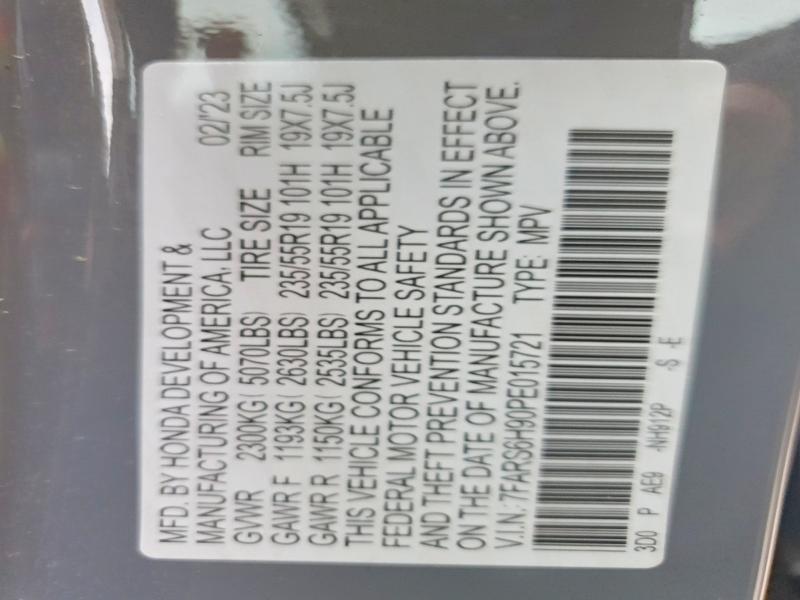 MFD. BY HONDA DEVELOPMENT &
MANUFACTURING OF AMERICA, LLC 02/'23
GVWR 2300KG( 5070LBS) TIRE SIZE RIM SIZE
GAWR F 1193KG( 2630LBS) 235/55R19 101H 19X7.5J
GAWR R 1150KG( 2535LBS) 235/55R19 101H 19X7.5J
THIS VEHICLE CONFORMS TO ALL APPLICABLE
FEDERAL MOTOR VEHICLE SAFETY
AND THEFT PREVENTION STANDARDS IN EFFECT
ON THE DATE OF MANUFACTURE SHOWN ABOVE.
V.I.N: 7FARS6H90PE015721 TYPE: MPV
3D0 P AE9 -NH912P -S -E